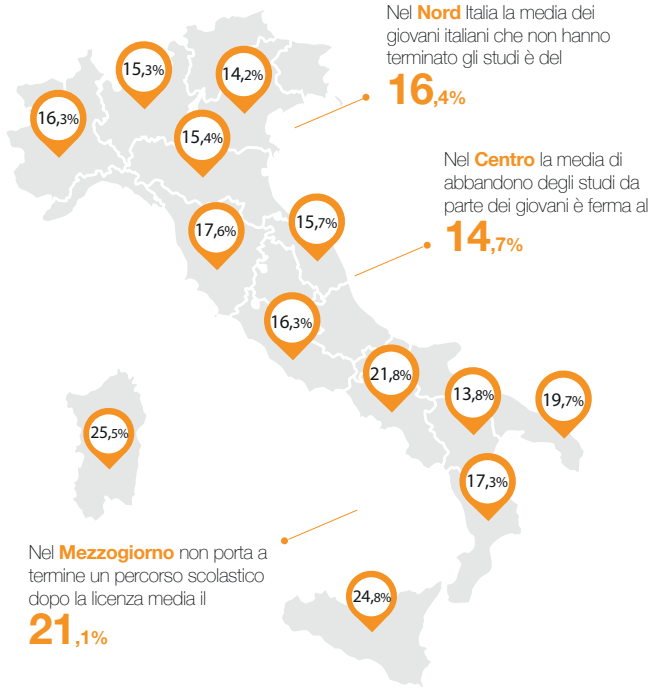 Nel Nord Italia la media dei
giovani italiani che non hanno
terminato gli studi è del
16,4%
15,3%
14,2%
16,3%
15,4%
Nel Centro la media di
abbandono degli studi da
parte dei giovani è ferma al
14,7%
17,6%
15,7%
16,3%
21,8%
13,8%
19,7%
25,5%
17,3%
Nel Mezzogiorno non porta a
termine un percorso scolastico
dopo la licenza media il
21,1%
24,8%